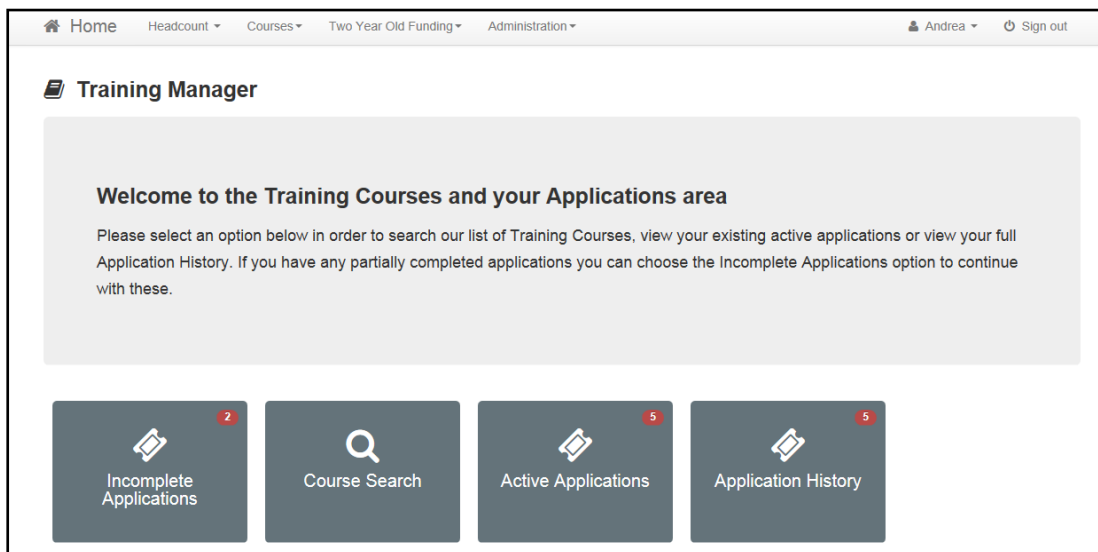 Home Headcount Courses Two Year Old Funding Administration Andrea Sign out
Training Manager
Welcome to the Training Courses and your Applications area
Please select an option below in order to search our list of Training Courses, view your existing active applications or view your full
Application History. If you have any partially completed applications you can choose the Incomplete Applications option to continue
with these.
2
Incomplete
Applications
Course Search
5
Active Applications
5
Application History